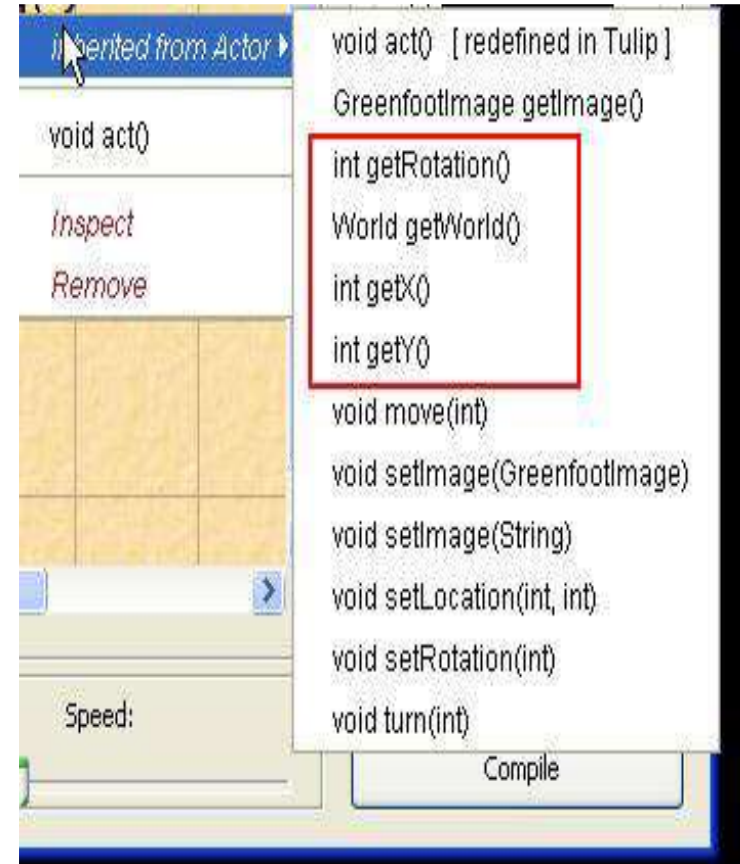 inherited from Actor
void act()
Inspect
Remove
Speed:
void act() [ redefined in Tulip ]
GreenfootImage getImage()
int getRotation()
World getWorld()
int getX()
int getY()
void move(int)
void setImage(GreenfootImage)
void setImage(String)
void setLocation(int, int)
void setRotation(int)
void turn(int)
Compile